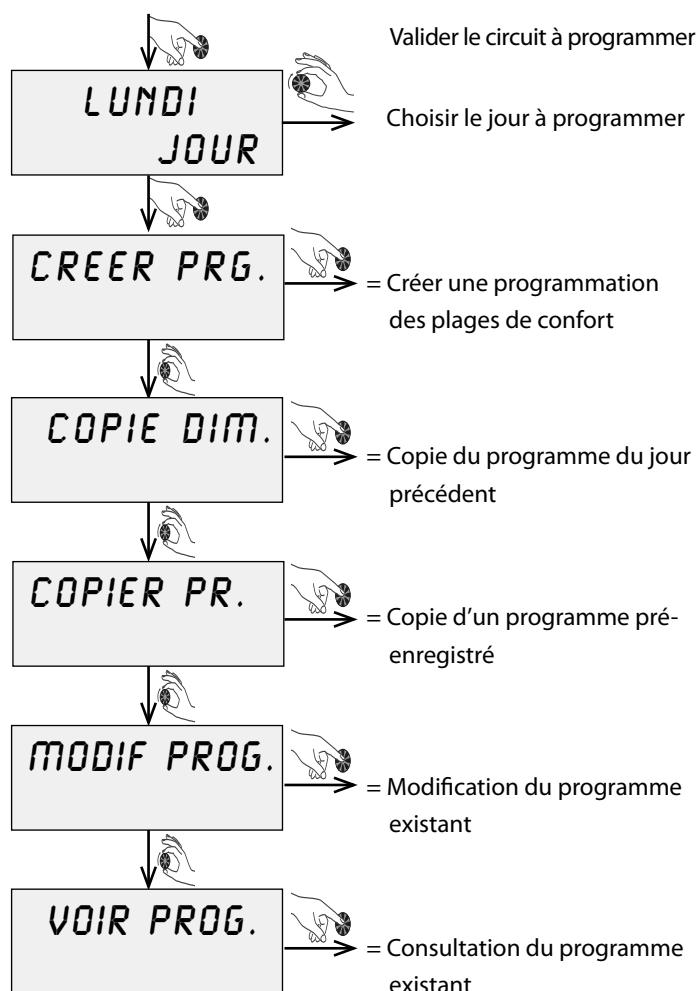 Valider le circuit à programmer
LUNDI
JOUR
Choisir le jour à programmer
CREER PRG.
= Créer une programmation
des plages de confort
COPIE DIM.
= Copie du programme du jour
précédent
COPIER PR.
= Copie d’un programme pré-
enregistré
MODIF PROG.
= Modification du programme
existant
VOIR PROG.
= Consultation du programme
existant